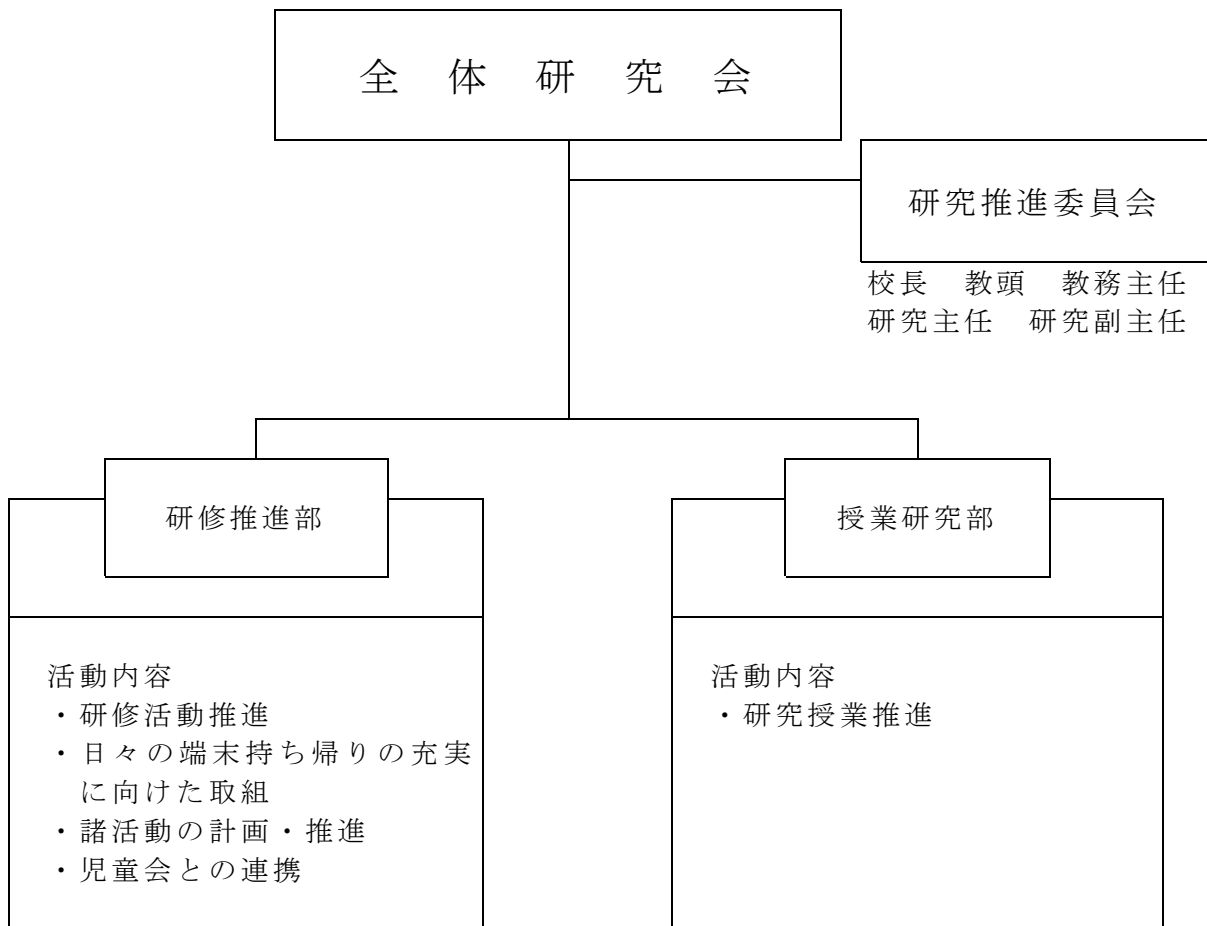 全体研究会
研究推進委員会
校長　教頭　教務主任
研究主任　研究副主任
研修推進部
活動内容
・研修活動推進
・日々の端末持ち帰りの充実
に向けた取組
・諸活動の計画・推進
・児童会との連携
授業研究部
活動内容
・研究授業推進